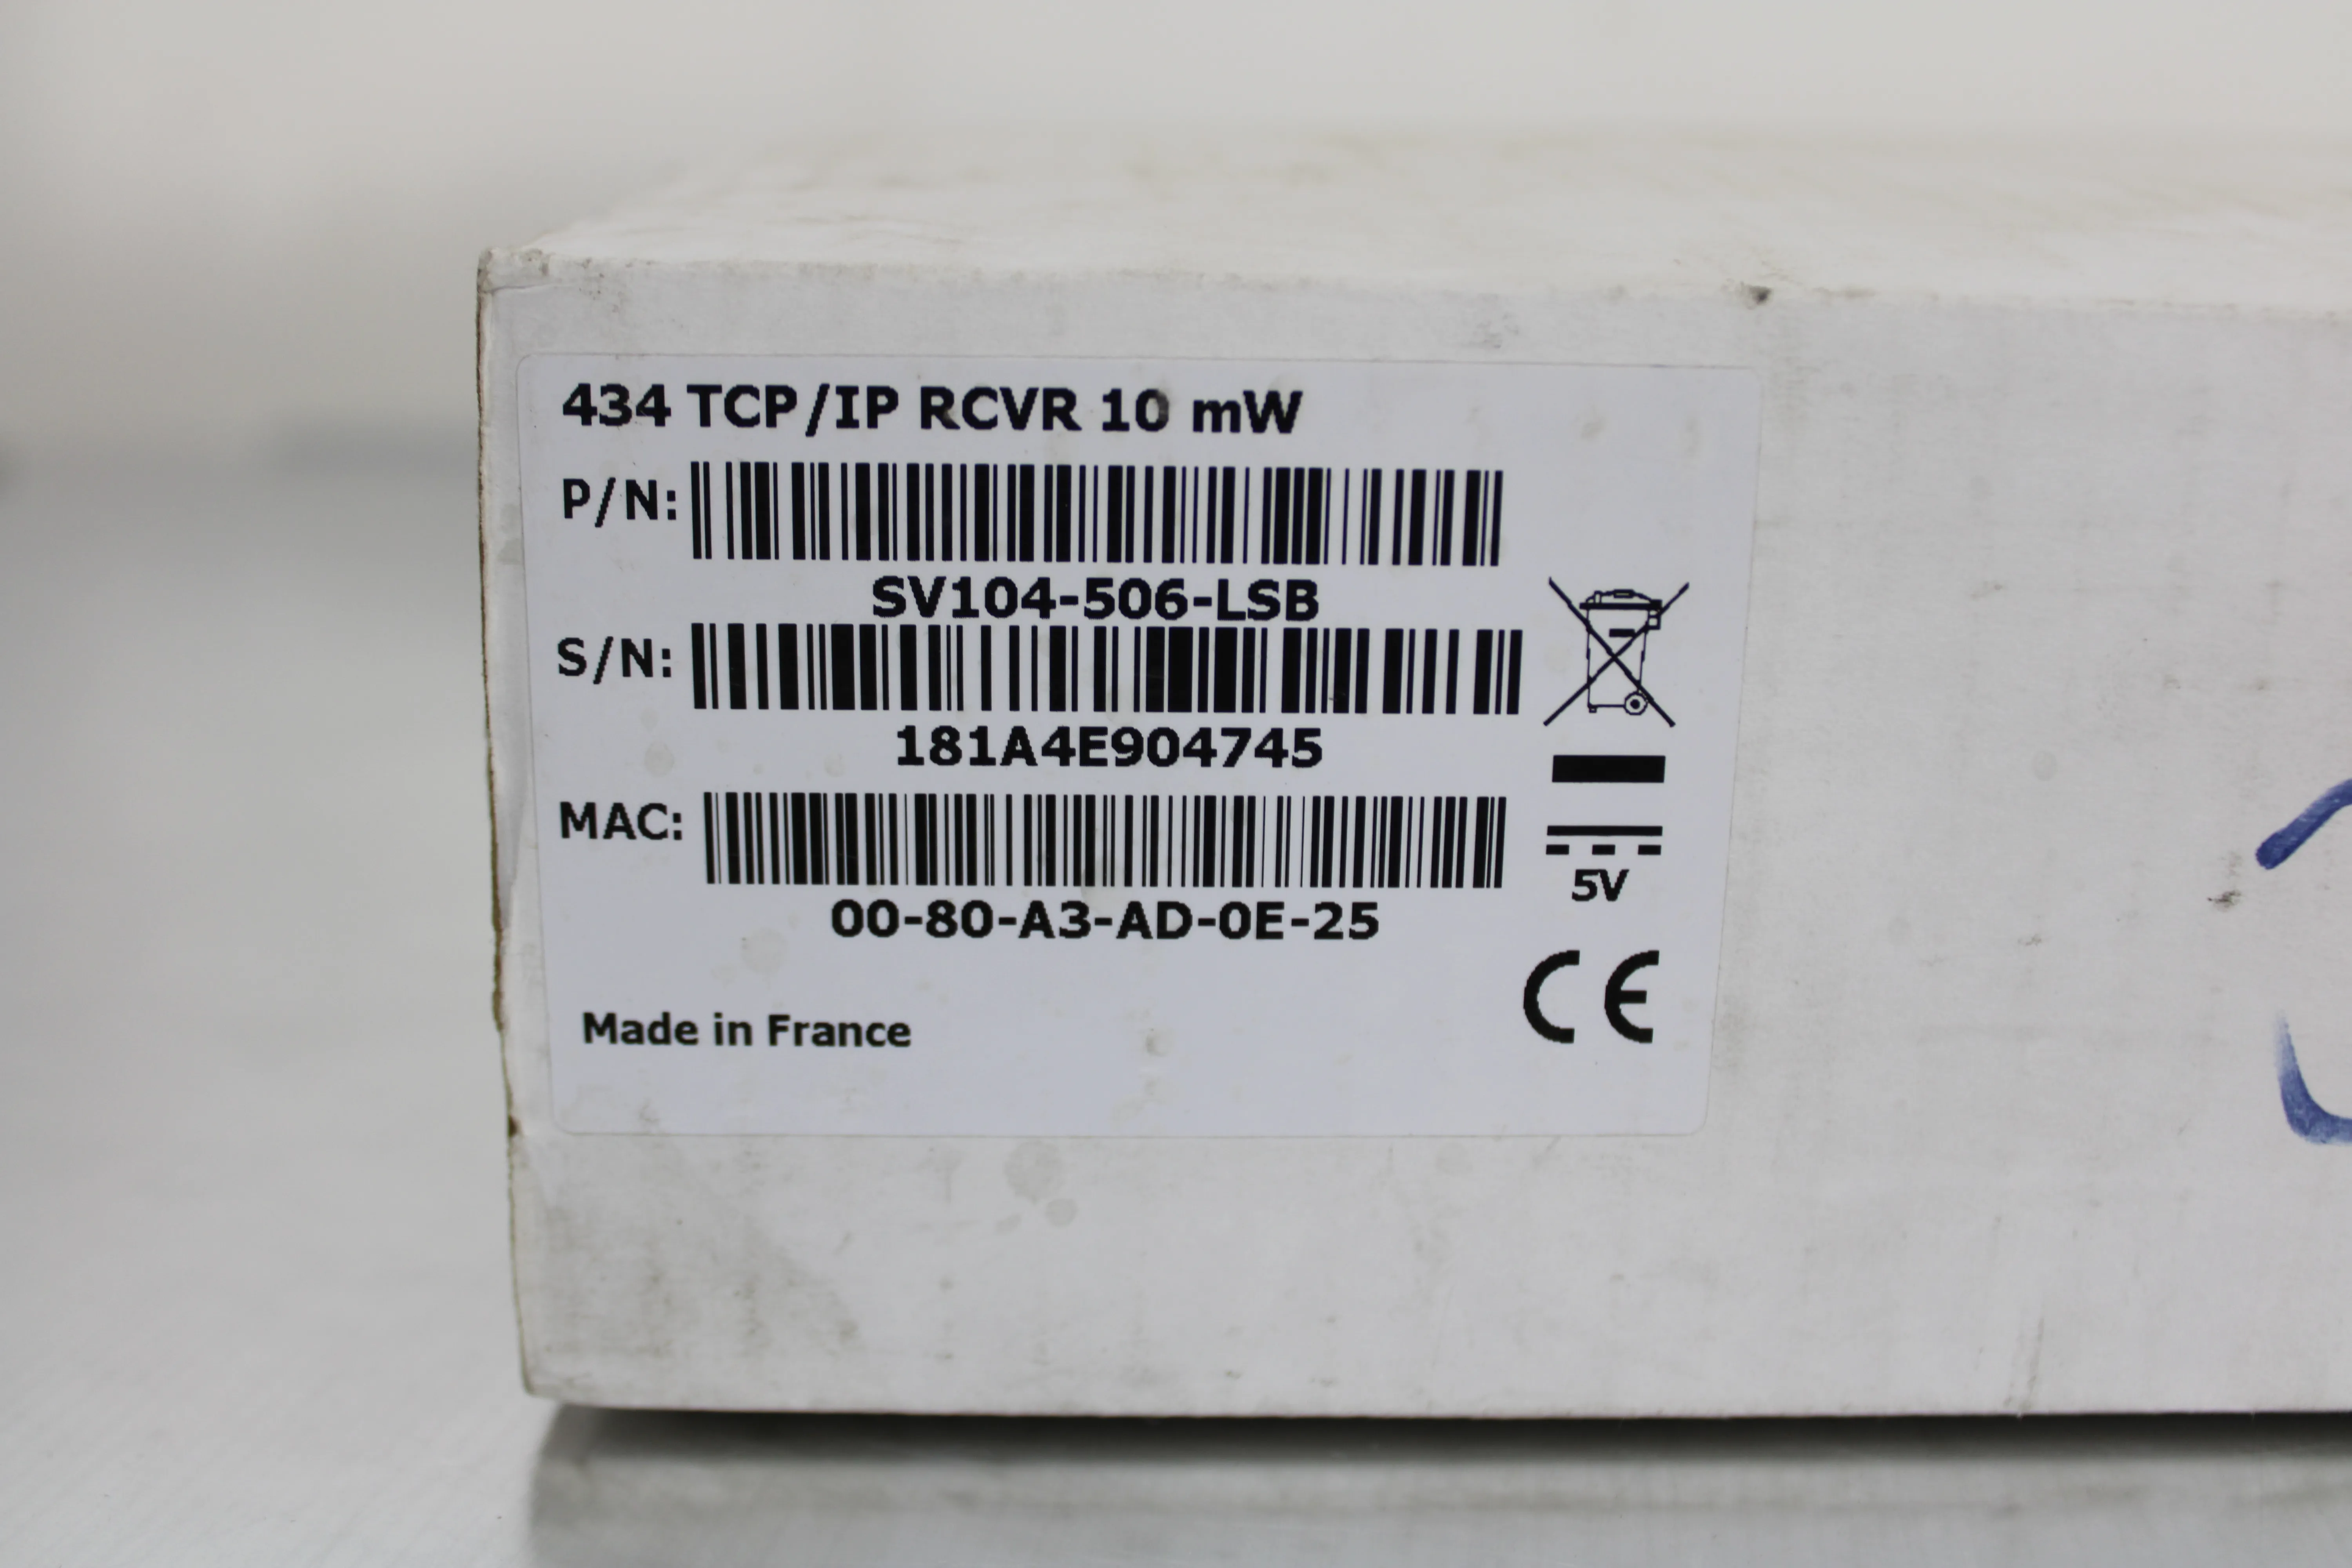 434 TCP/IP RCVR 10 mW
P/N:
SV104-506-LSB
S/N:
181A4E904745
MAC:
00-80-A3-AD-0E-25
5V
CE
Made in France